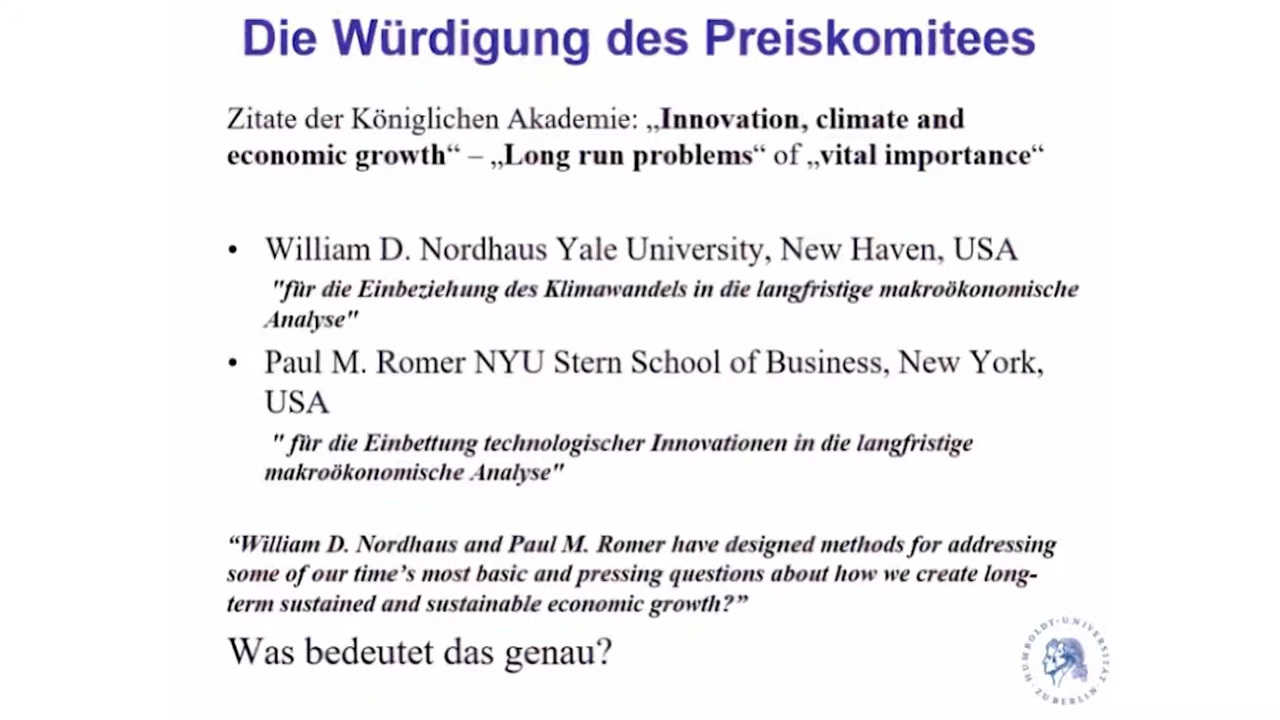 Die Würdigung des Preiskomitees
Zitate der Königlichen Akademie: „Innovation, climate and
economic growth“ – „Long run problems“ of „vital importance“
• William D. Nordhaus Yale University, New Haven, USA
"für die Einbeziehung des Klimawandels in die langfristige makroökonomische
Analyse"
• Paul M. Romer NYU Stern School of Business, New York,
USA
" für die Einbettung technologischer Innovationen in die langfristige
makroökonomische Analyse"
“William D. Nordhaus and Paul M. Romer have designed methods for addressing
some of our time’s most basic and pressing questions about how we create long-
term sustained and sustainable economic growth?”
Was bedeutet das genau?
HUMBOLDT-UNIVERSITÄT
ZU BERLIN